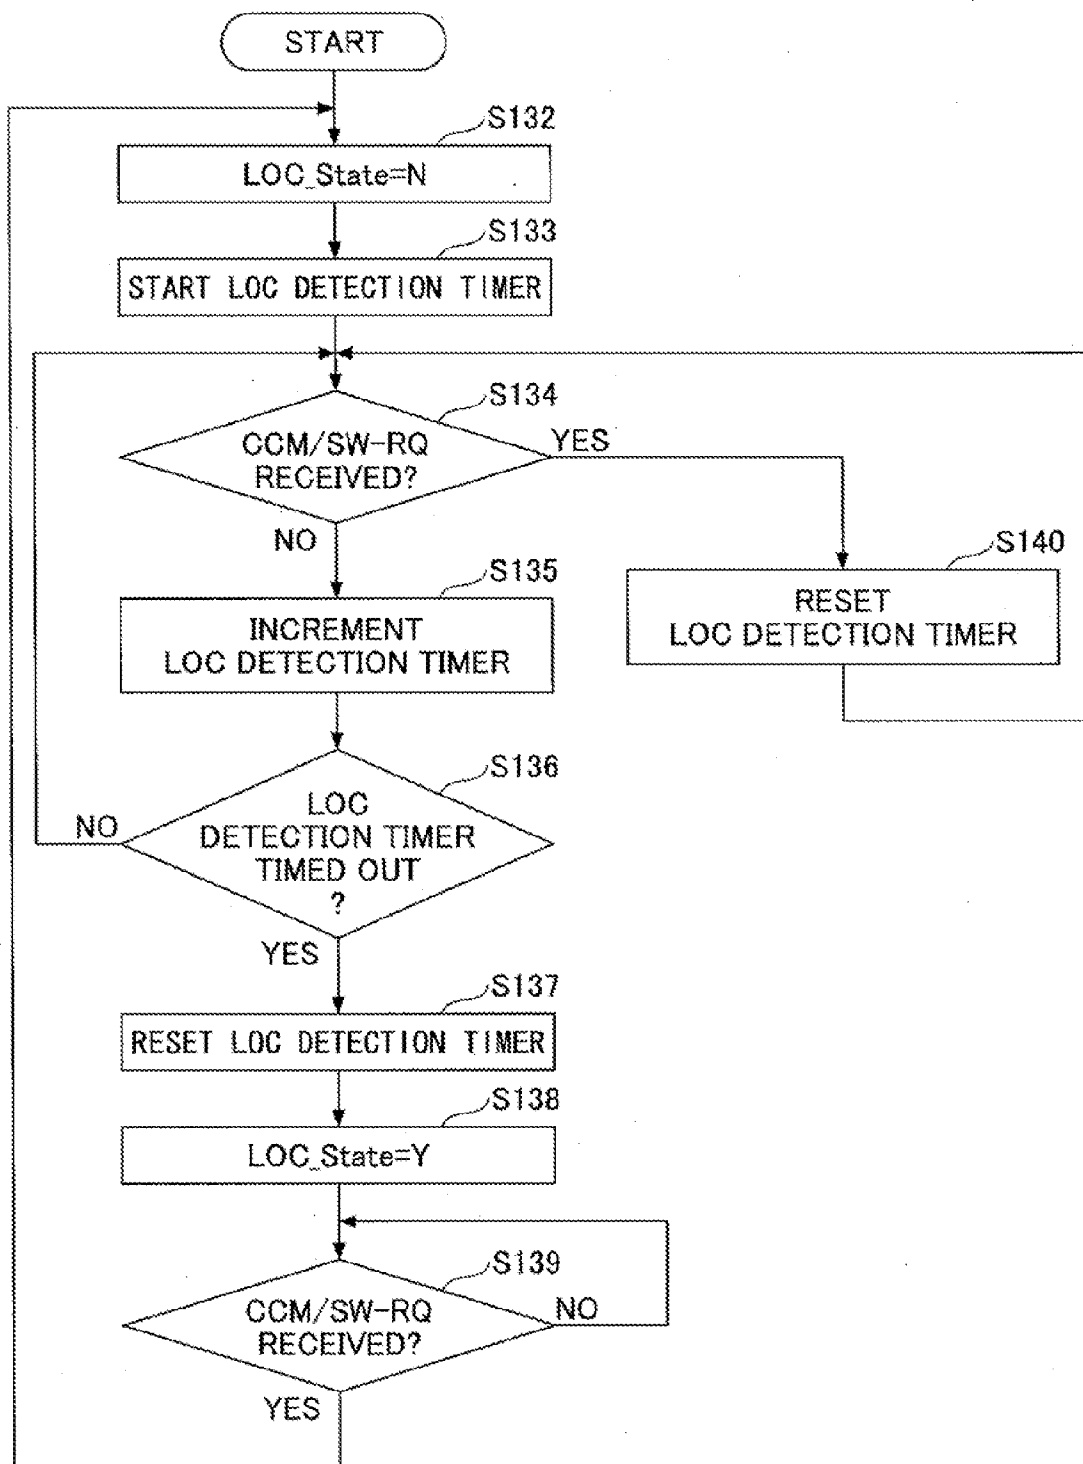 START
S132
LOC_State=N
S133
START LOC DETECTION TIMER
S134
CCM/SW-RQ
RECEIVED?
YES
NO
S135
INCREMENT
LOC DETECTION TIMER
S140
RESET
LOC DETECTION TIMER
S136
LOC
DETECTION TIMER
TIMED OUT
?
NO
YES
S137
RESET LOC DETECTION TIMER
S138
LOC_State=Y
S139
CCM/SW-RQ
RECEIVED?
NO
YES